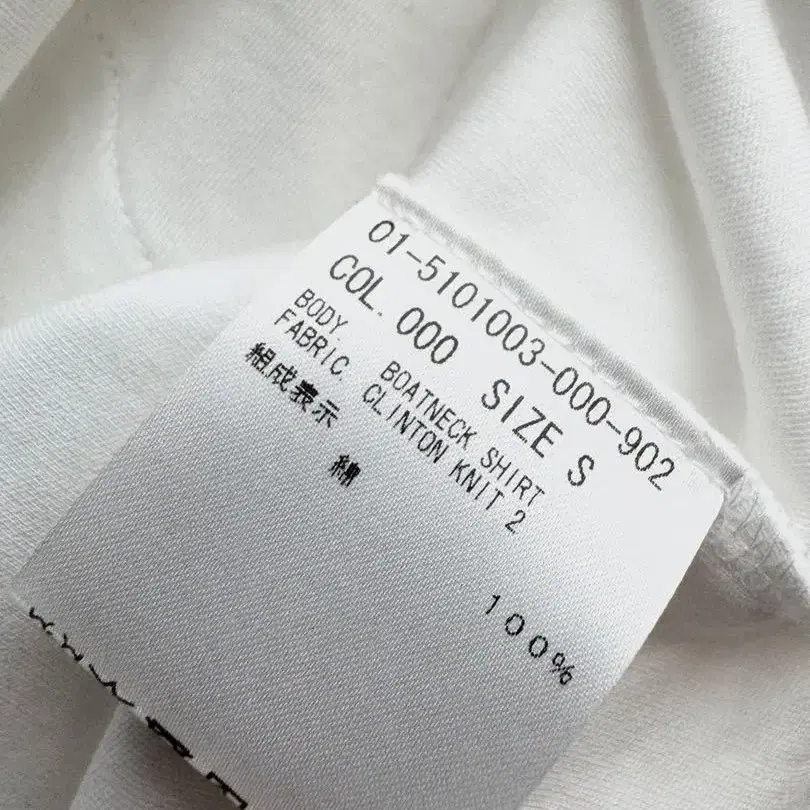 01-5101003-000-902
COL. 000 SIZE S
BODY. BOATNECK SHIRT
FABRIC. CLINTON KNIT 2
組成表示
綿 100%